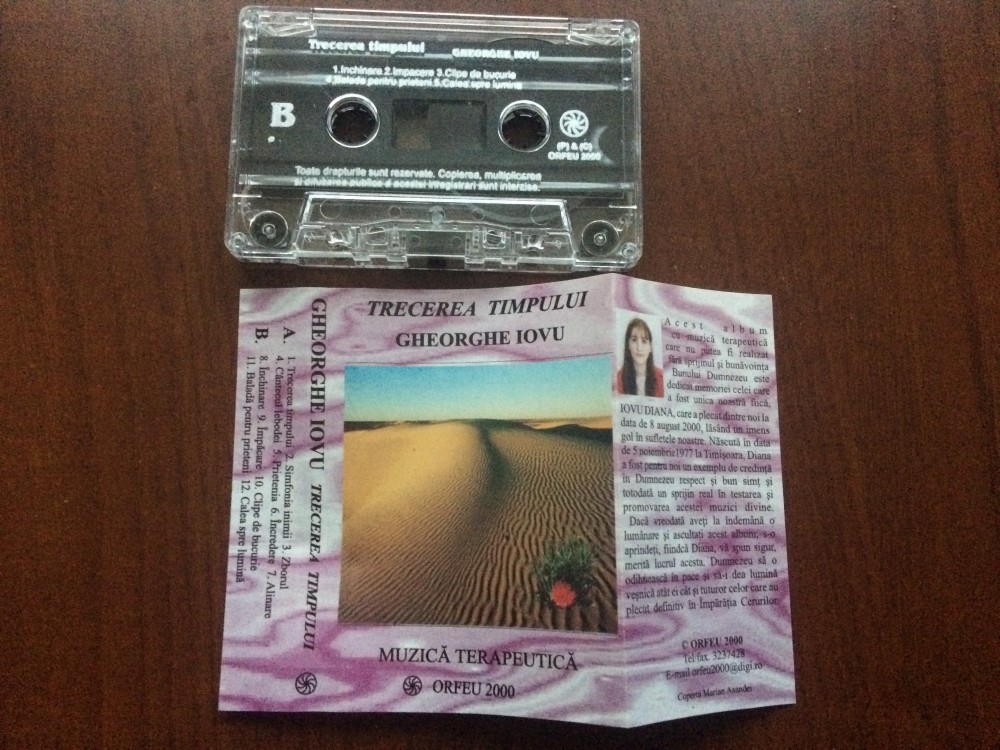 Trecerea timpului GHEORGHE IOVU
1.Inchinare 2.Impacare 3.Clipe de bucurie
4.Balada pentru prieteni 5.Calea spre lumina
B
(P) & (C)
ORFEU 2000
Toate drepturile sunt rezervate. Copierea, multiplicarea
si difuzarea publica a acestei inregistrari sunt interzise.
GHEORGHE IOVU TRECEREA TIMPULUI
A. 1. Trecerea timpului 2. Simfonia inimii 3. Zborul
4. Cântecul lebedei 5. Prietenia 6. Încredere 7. Alinare
B. 8. Închinare 9. Împăcare 10. Clipe de bucurie
11. Baladă pentru prieteni 12. Calea spre lumină
TRECEREA TIMPULUI
GHEORGHE IOVU
MUZICĂ TERAPEUTICĂ
ORFEU 2000
Acest album
cu muzică terapeutică
care nu putea fi realizat
fără sprijinul și bunăvoința
Bunului Dumnezeu este
dedicat memoriei celei care
a fost unica noastră fiică,
IOVU DIANA, care a plecat dintre noi la
data de 8 august 2000, lăsând un imens
gol în sufletele noastre. Născută în data
de 5 noiembrie 1977 la Timișoara, Diana
a fost pentru noi un exemplu de credință
în Dumnezeu respect și bun simț și
totodată un sprijin real în testarea și
promovarea acestei muzici divine.
Dacă vreodată aveți la îndemână o
lumânare și ascultați acest album, s-o
aprindeți, fiindcă Diana, vă spun sigur,
merită lucrul acesta. Dumnezeu să o
odihnească în pace și să-i dea lumină
veșnică atât ei cât și tuturor celor care au
plecat definitiv în Împărăția Cerurilor
© ORFEU 2000
Tel/fax. 3237428
E-mail orfeu2000@digi.ro
Coperta Marian Axandei